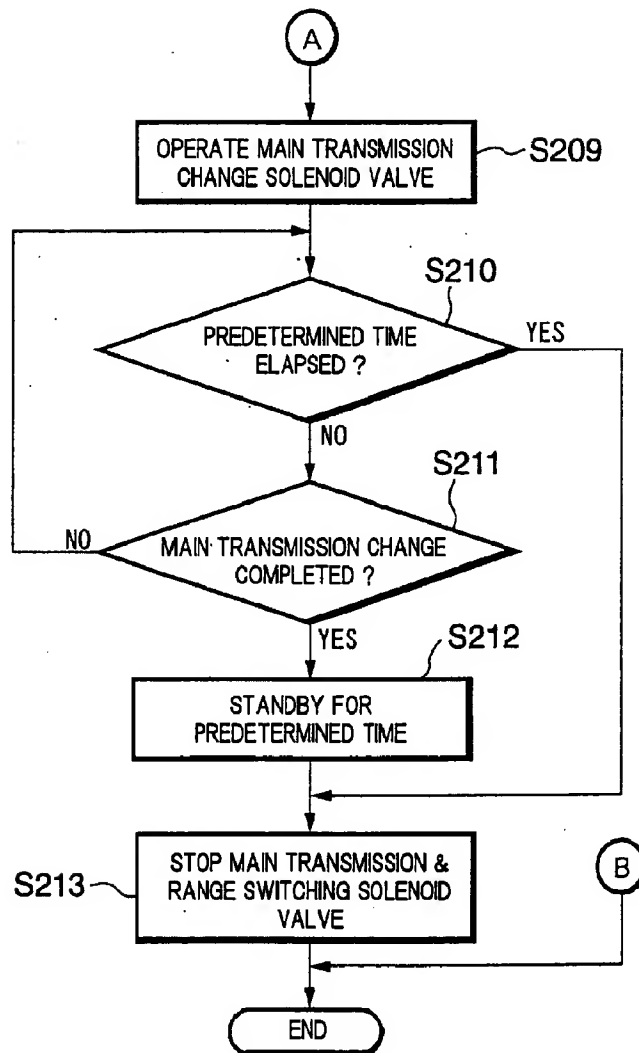 A
OPERATE MAIN TRANSMISSION
CHANGE SOLENOID VALVE
S209
S210
PREDETERMINED TIME
ELAPSED ?
YES
NO
S211
MAIN TRANSMISSION CHANGE
COMPLETED ?
NO
YES
S212
STANDBY FOR
PREDETERMINED TIME
STOP MAIN TRANSMISSION &
RANGE SWITCHING SOLENOID
VALVE
S213
B
END